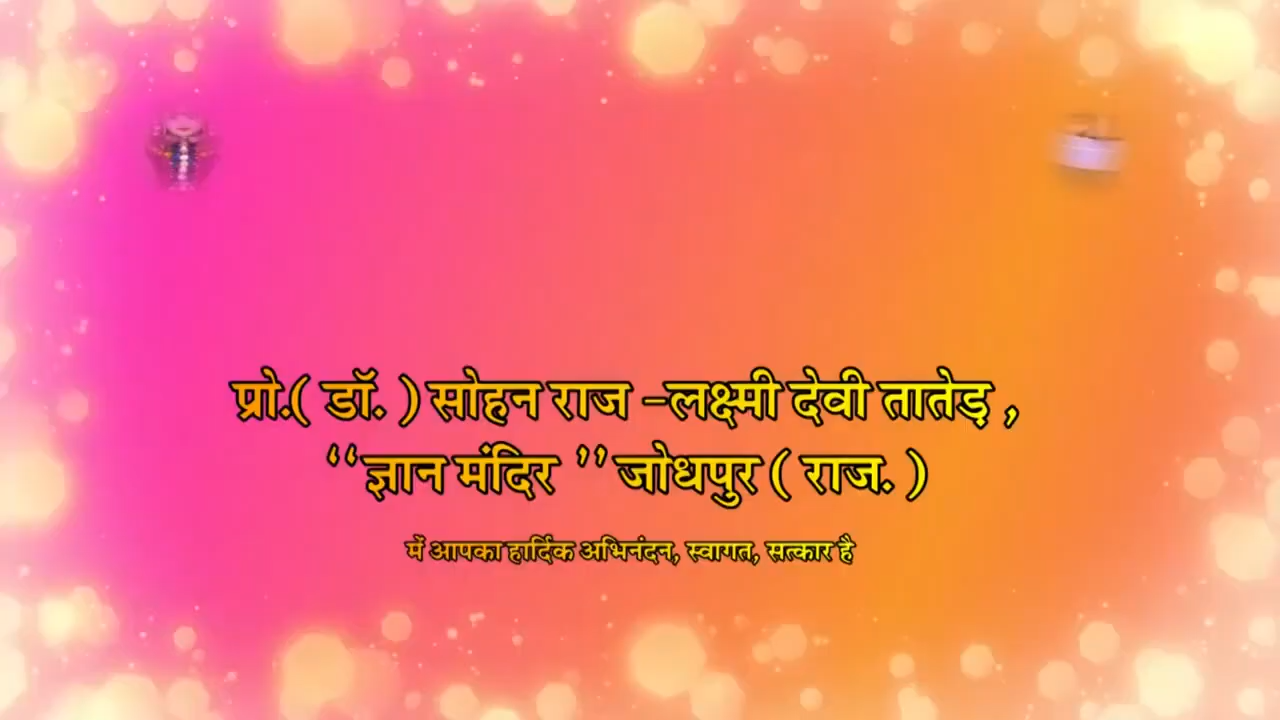 प्रो.( डॉ. ) सोहन राज -लक्ष्मी देवी तातेड़ ,
‘‘ज्ञान मंदिर ’’ जोधपुर ( राज. )
में आपका हार्दिक अभिनंदन, स्वागत, सत्कार है